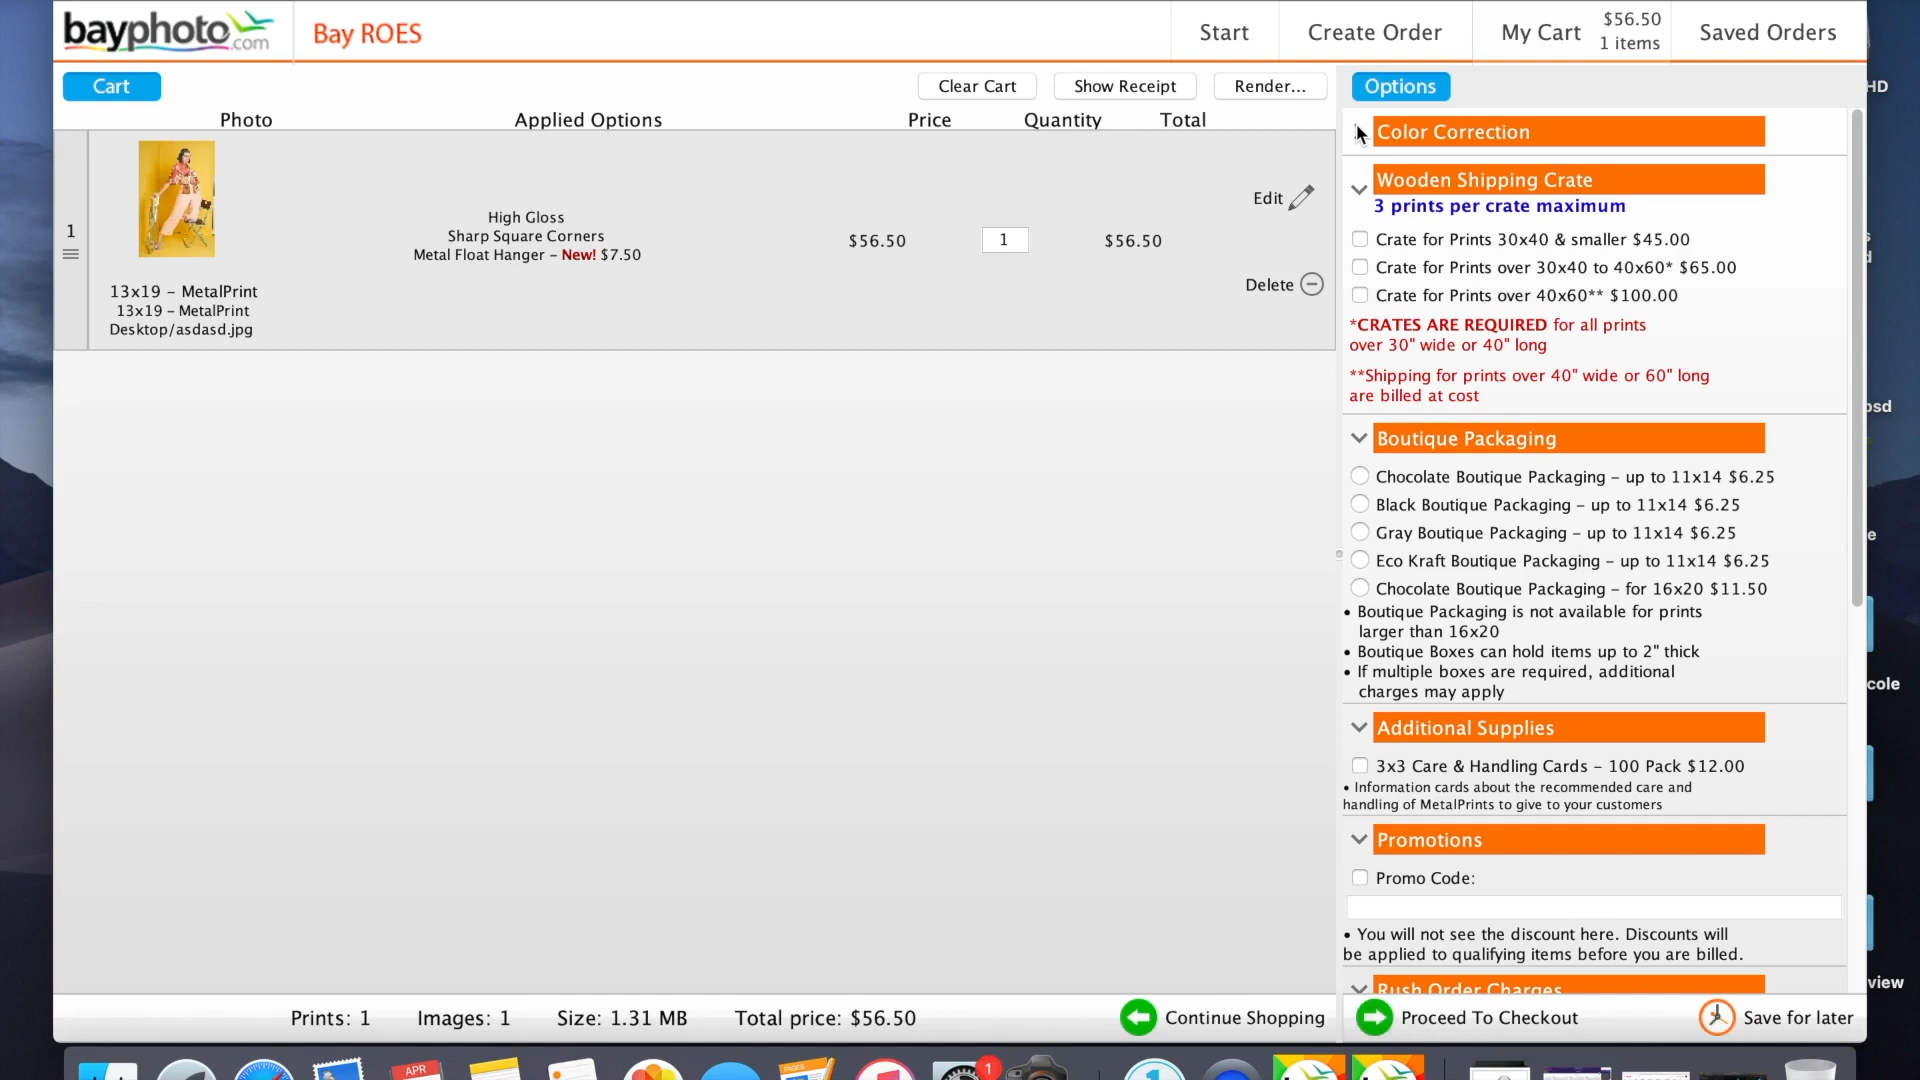 bayphoto.com
Bay ROES
Start
Create Order
My Cart
$56.50
1 items
Saved Orders
Cart
Clear Cart
Show Receipt
Render...
Options
Photo
Applied Options
Price
Quantity
Total
1
High Gloss
Sharp Square Corners
Metal Float Hanger – New! $7.50
$56.50
1
$56.50
Edit
Delete
13x19 – MetalPrint
13x19 – MetalPrint
Desktop/asdasd.jpg
Color Correction
Wooden Shipping Crate
3 prints per crate maximum
Crate for Prints 30x40 & smaller $45.00
Crate for Prints over 30x40 to 40x60* $65.00
Crate for Prints over 40x60** $100.00
*CRATES ARE REQUIRED for all prints
over 30" wide or 40" long
**Shipping for prints over 40" wide or 60" long
are billed at cost
Boutique Packaging
Chocolate Boutique Packaging – up to 11x14 $6.25
Black Boutique Packaging – up to 11x14 $6.25
Gray Boutique Packaging – up to 11x14 $6.25
Eco Kraft Boutique Packaging – up to 11x14 $6.25
Chocolate Boutique Packaging – for 16x20 $11.50
• Boutique Packaging is not available for prints
larger than 16x20
• Boutique Boxes can hold items up to 2" thick
• If multiple boxes are required, additional
charges may apply
Additional Supplies
3x3 Care & Handling Cards – 100 Pack $12.00
• Information cards about the recommended care and
handling of MetalPrints to give to your customers
Promotions
Promo Code:
• You will not see the discount here. Discounts will
be applied to qualifying items before you are billed.
Rush Order Charges
Prints: 1
Images: 1
Size: 1.31 MB
Total price: $56.50
Continue Shopping
Proceed To Checkout
Save for later
HD
cole
view
APR
PAGES
1